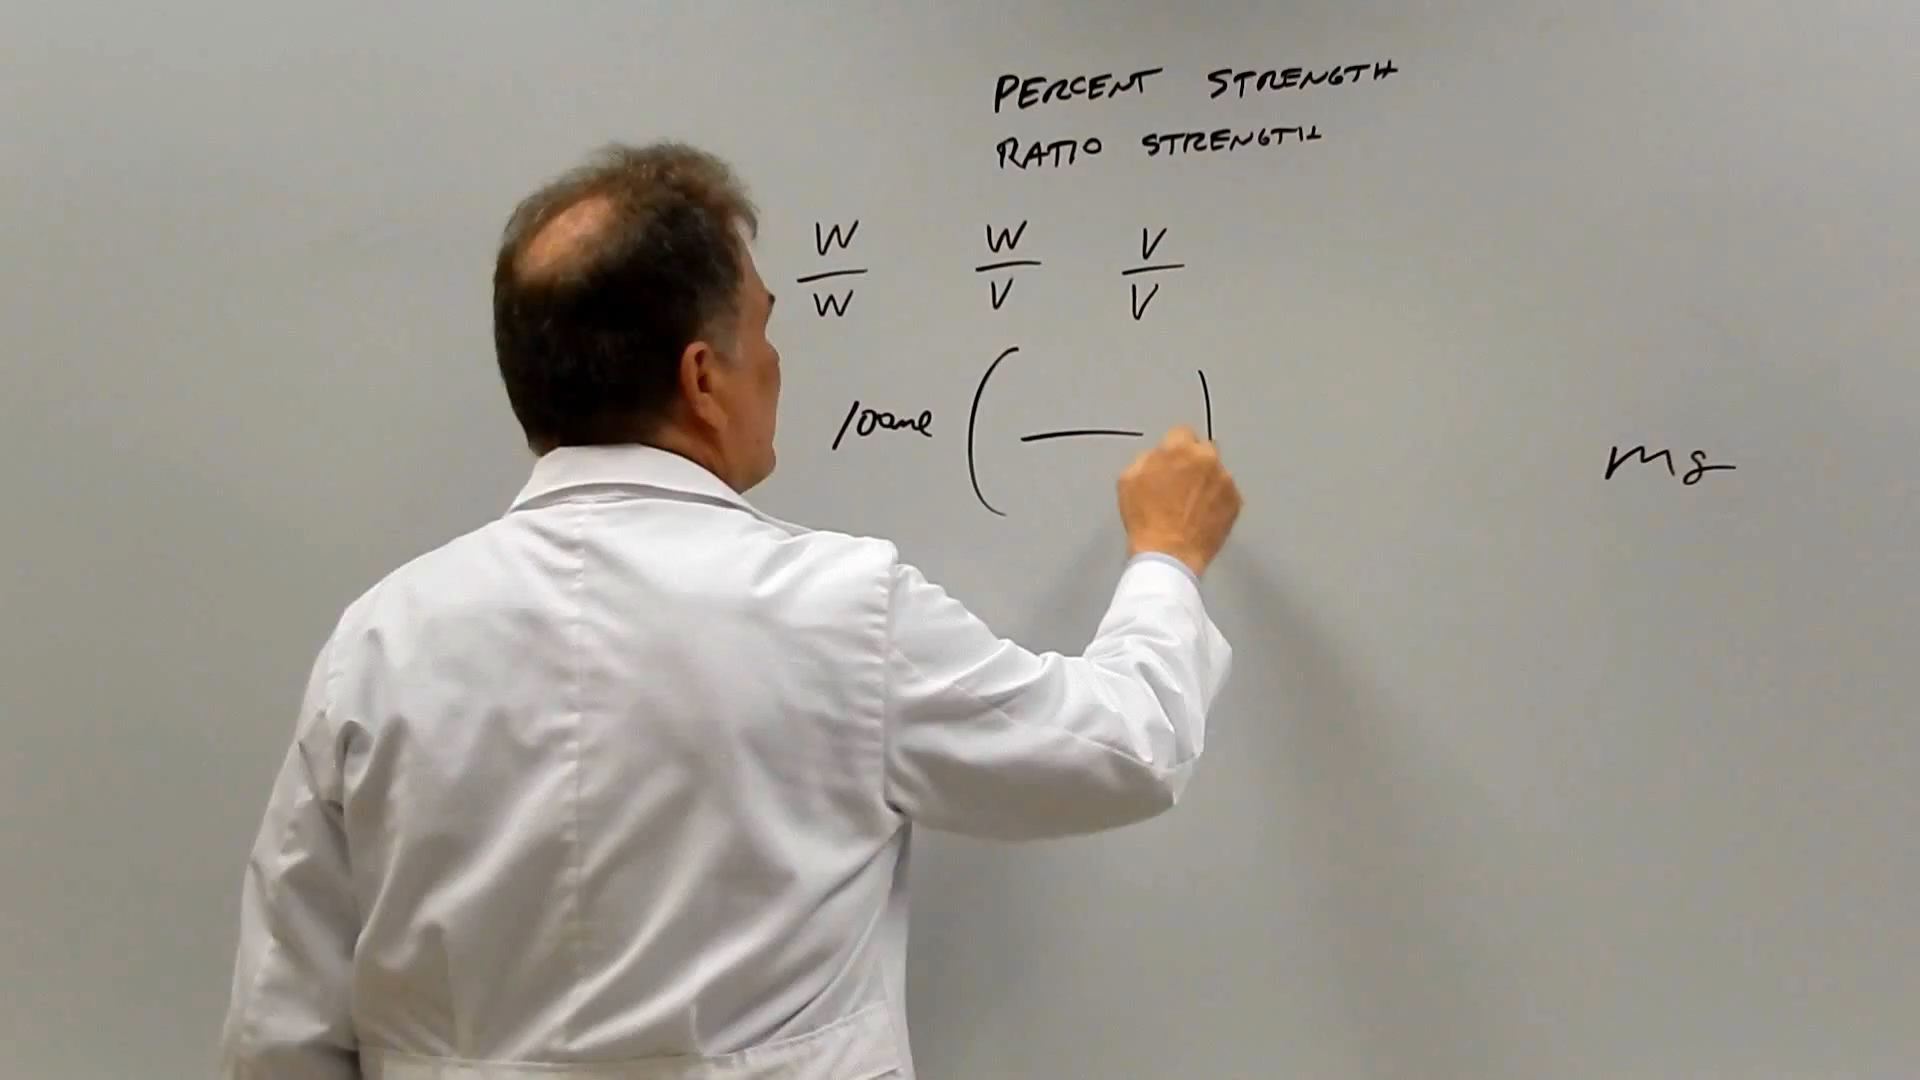 PERCENT STRENGTH
RATIO STRENGTH
W/W W/V V/V
100ml ( — ) mg